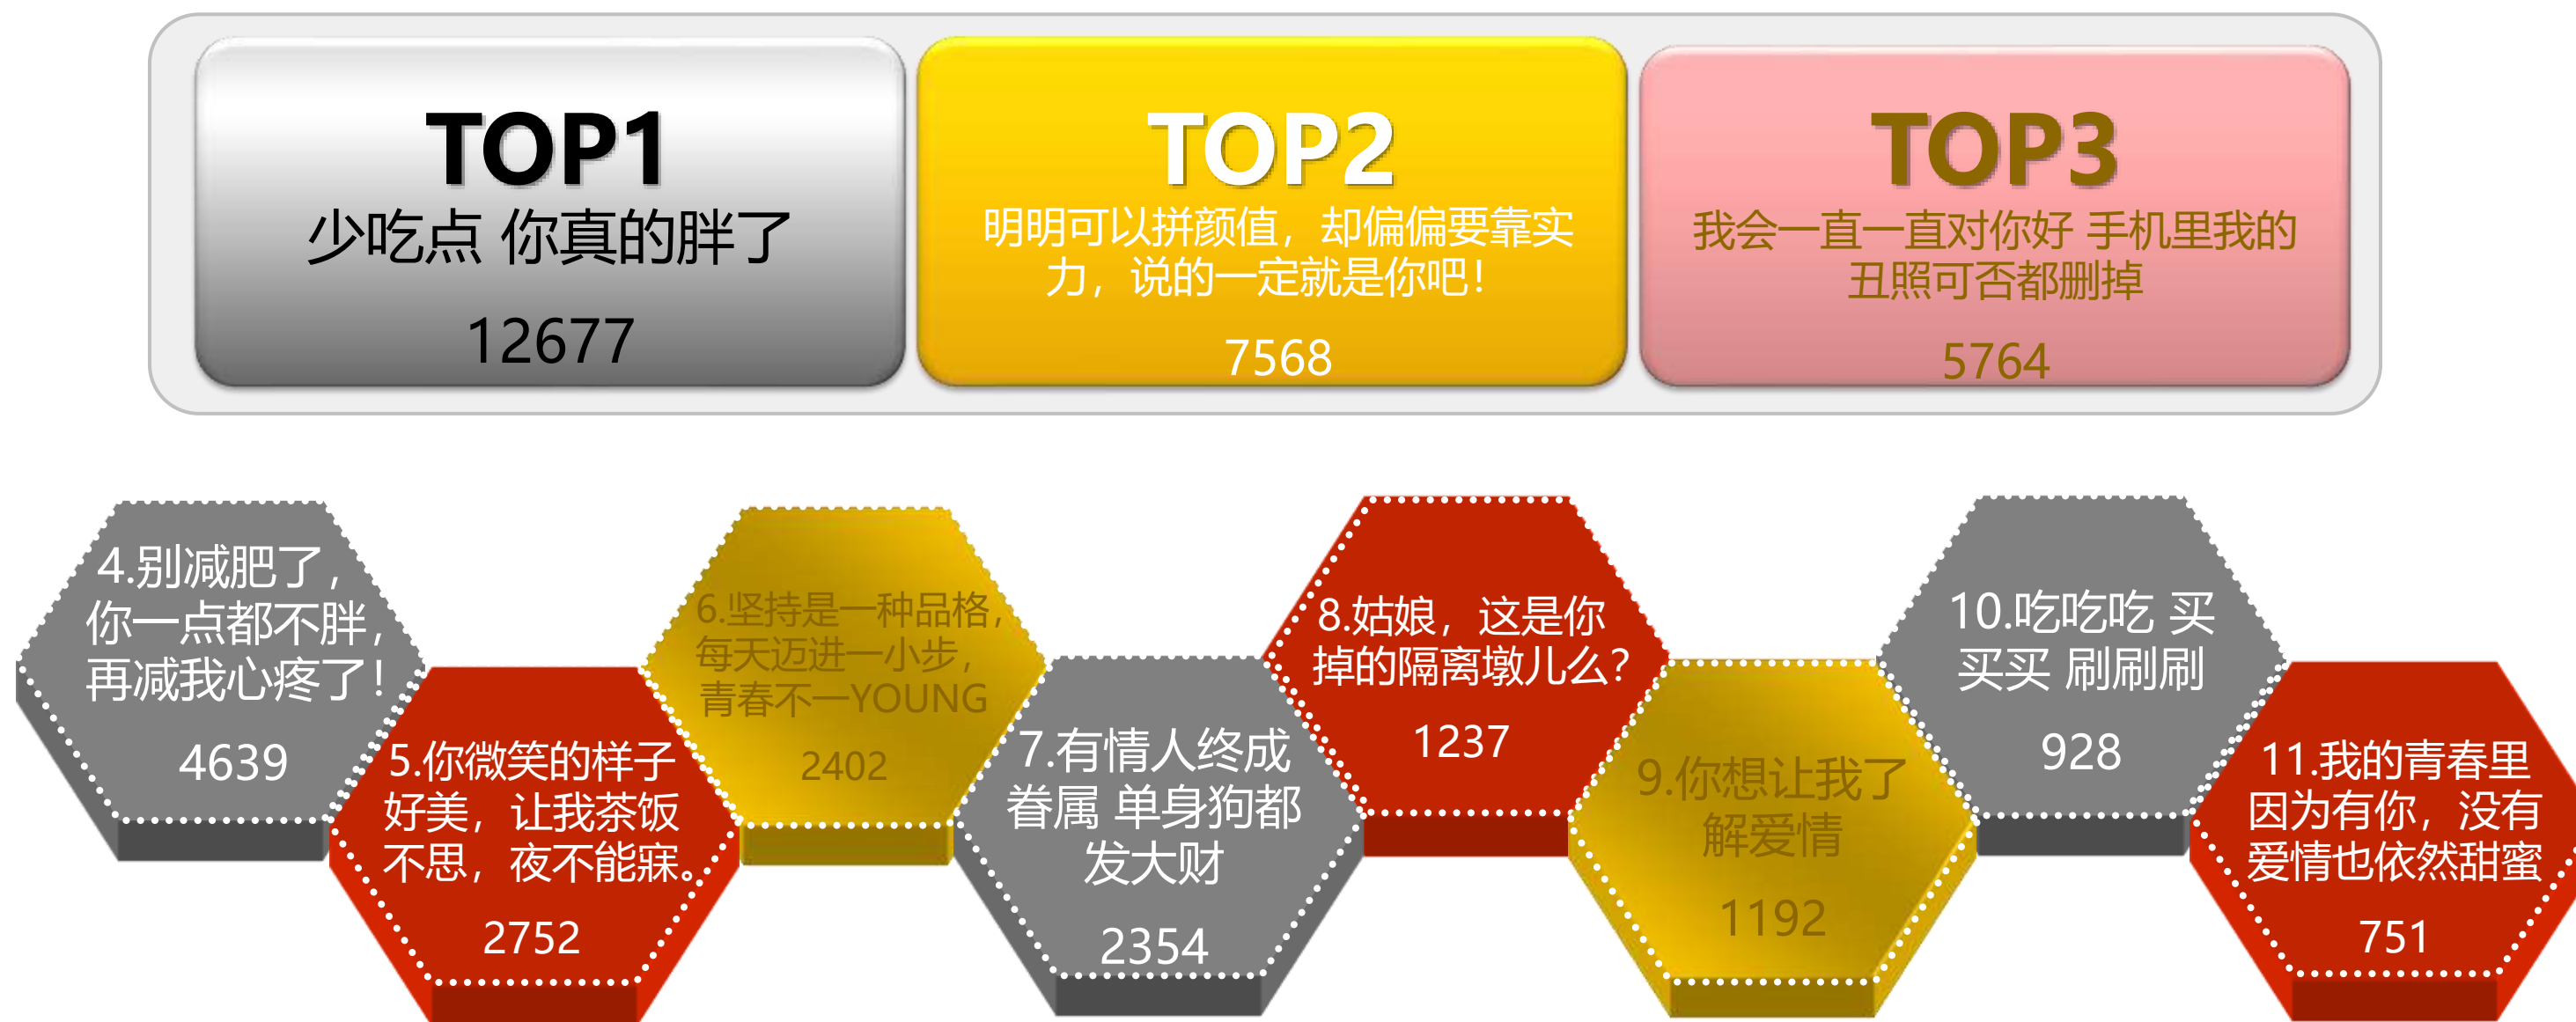 TOP1
少吃点 你真的胖了
12677
TOP2
明明可以拼颜值，却偏偏要靠实
力，说的一定就是你吧！
7568
TOP3
我会一直一直对你好 手机里我的
丑照可否都删掉
5764
4.别减肥了，
你一点都不胖，
再减我心疼了！
4639
5.你微笑的样子
好美，让我茶饭
不思，夜不能寐。
2752
6.坚持是一种品格，
每天迈进一小步，
青春不一YOUNG
2402
7.有情人终成
眷属 单身狗都
发大财
2354
8.姑娘，这是你
掉的隔离墩儿么？
1237
9.你想让我了
解爱情
1192
10.吃吃吃 买
买买 刷刷刷
928
11.我的青春里
因为有你，没有
爱情也依然甜蜜
751